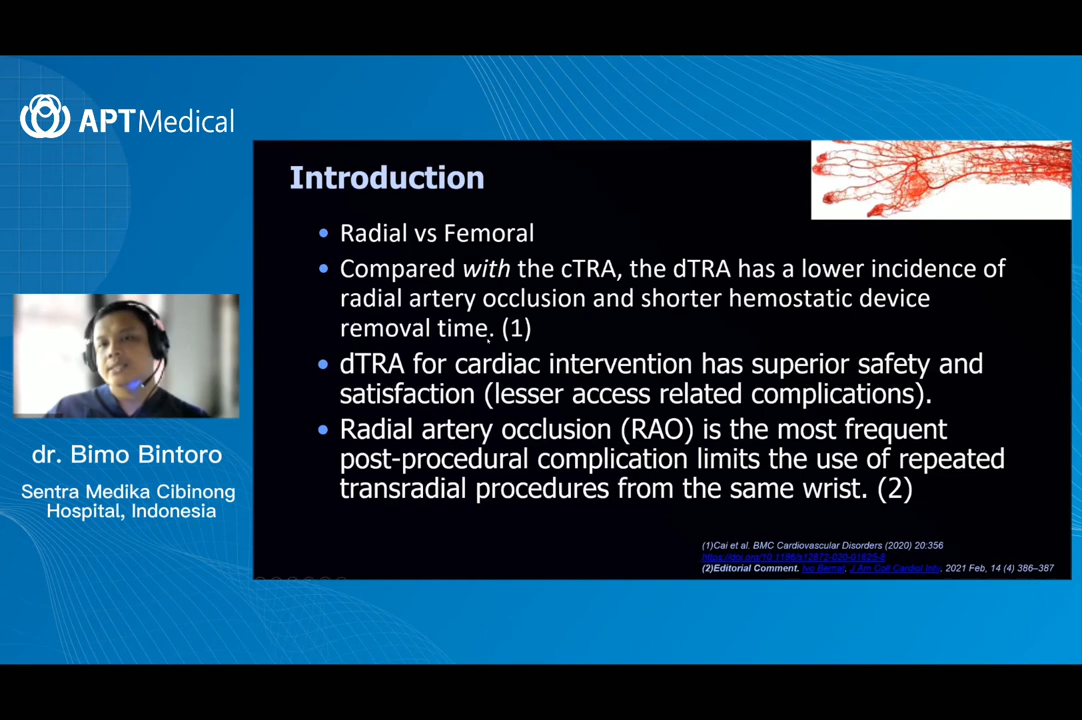 APTMedical
Introduction
• Radial vs Femoral
• Compared with the cTRA, the dTRA has a lower incidence of
radial artery occlusion and shorter hemostatic device
removal time. (1)
• dTRA for cardiac intervention has superior safety and
satisfaction (lesser access related complications).
• Radial artery occlusion (RAO) is the most frequent
post-procedural complication limits the use of repeated
transradial procedures from the same wrist. (2)
(1)Cai et al. BMC Cardiovascular Disorders (2020) 20:356
(2)Editorial Comment. J Am Coll Cardiol Intv. 2021 Feb, 14 (4) 386–387
dr. Bimo Bintoro
Sentra Medika Cibinong
Hospital, Indonesia